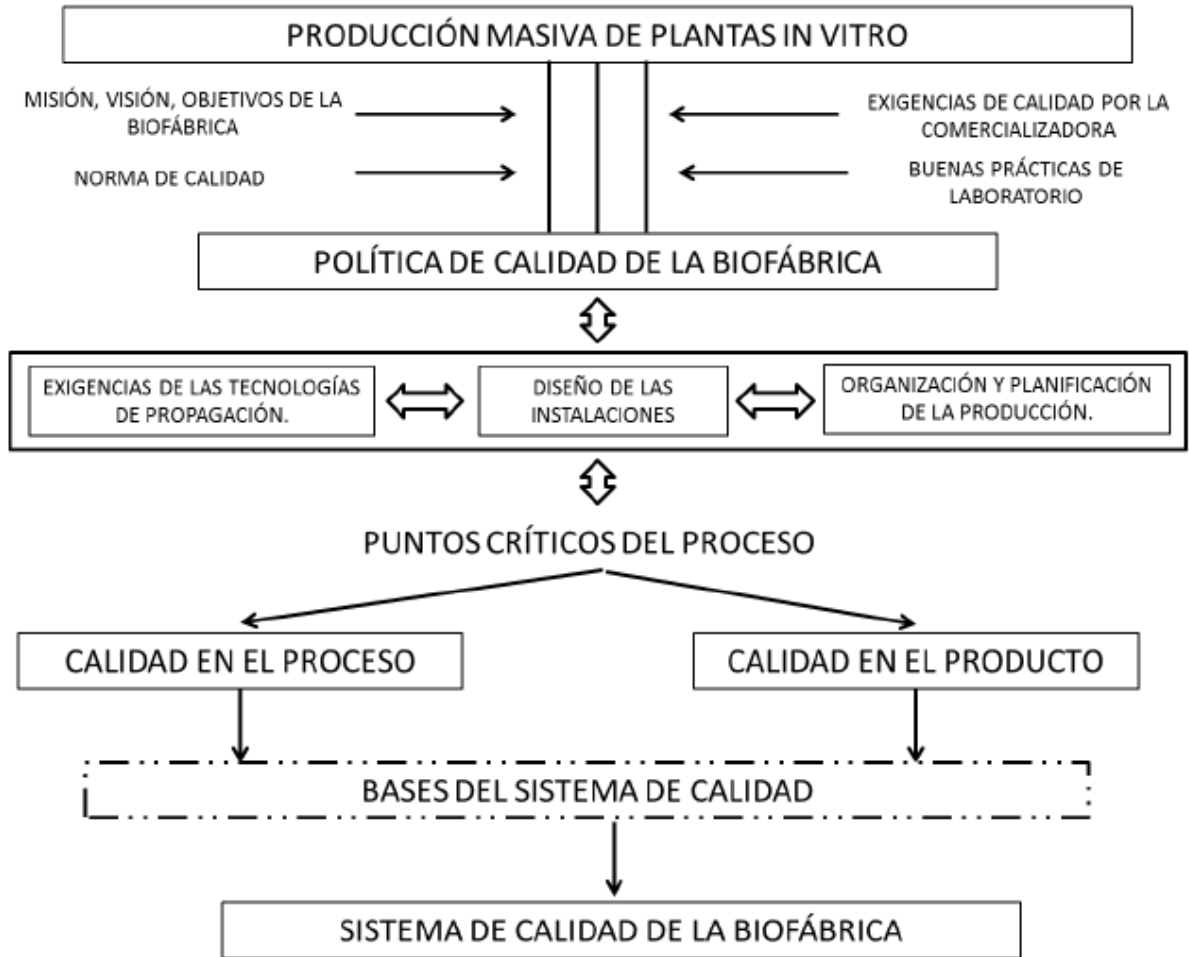 PRODUCCIÓN MASIVA DE PLANTAS IN VITRO
MISIÓN, VISIÓN, OBJETIVOS DE LA
BIOFÁBRICA
EXIGENCIAS DE CALIDAD POR LA
COMERCIALIZADORA
NORMA DE CALIDAD
BUENAS PRÁCTICAS DE
LABORATORIO
POLÍTICA DE CALIDAD DE LA BIOFÁBRICA
EXIGENCIAS DE LAS TECNOLOGÍAS
DE PROPAGACIÓN.
DISEÑO DE LAS
INSTALACIONES
ORGANIZACIÓN Y PLANIFICACIÓN
DE LA PRODUCCIÓN.
PUNTOS CRÍTICOS DEL PROCESO
CALIDAD EN EL PROCESO
CALIDAD EN EL PRODUCTO
BASES DEL SISTEMA DE CALIDAD
SISTEMA DE CALIDAD DE LA BIOFÁBRICA